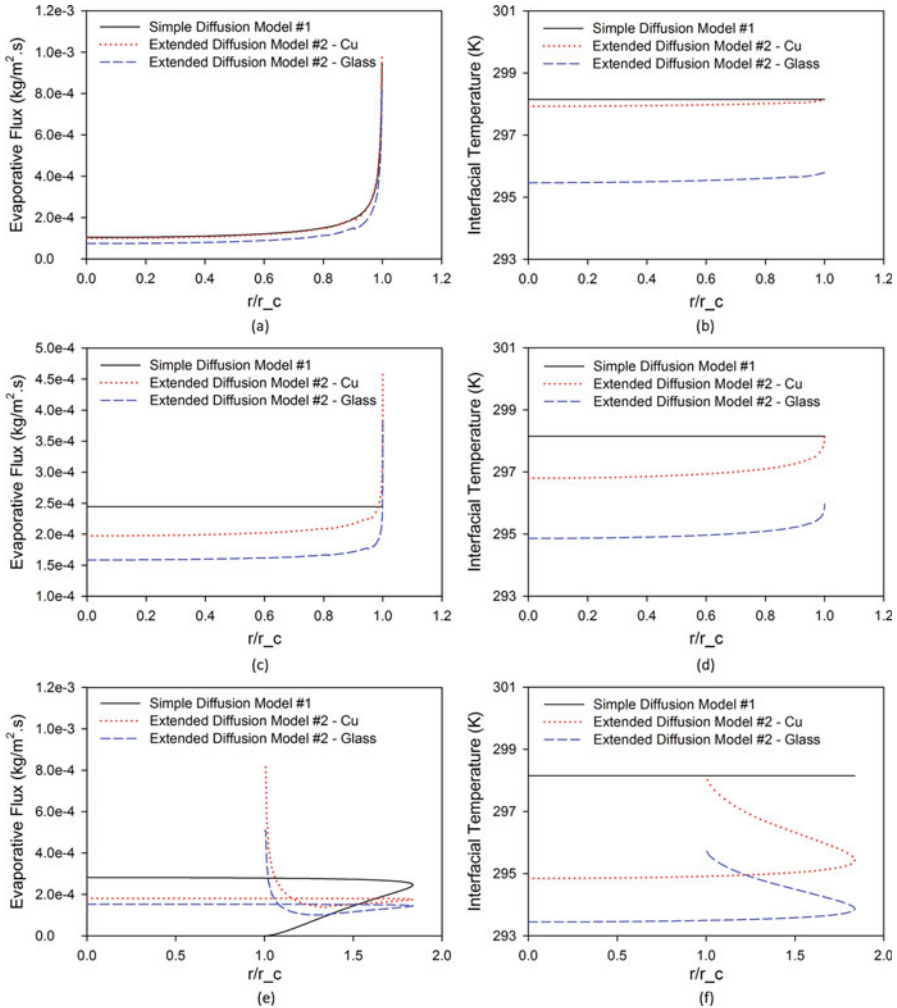 Evaporative Flux (kg/m².s)
1.2e-3
1.0e-3
8.0e-4
6.0e-4
4.0e-4
2.0e-4
0.0
Simple Diffusion Model #1
Extended Diffusion Model #2 - Cu
Extended Diffusion Model #2 - Glass
0.0 0.2 0.4 0.6 0.8 1.0 1.2
r/r_c
(a)
Interfacial Temperature (K)
301
299
297
295
293
Simple Diffusion Model #1
Extended Diffusion Model #2 - Cu
Extended Diffusion Model #2 - Glass
0.0 0.2 0.4 0.6 0.8 1.0 1.2
r/r_c
(b)
Evaporative Flux (kg/m².s)
5.0e-4
4.5e-4
4.0e-4
3.5e-4
3.0e-4
2.5e-4
2.0e-4
1.5e-4
1.0e-4
Simple Diffusion Model #1
Extended Diffusion Model #2 - Cu
Extended Diffusion Model #2 - Glass
0.0 0.2 0.4 0.6 0.8 1.0 1.2
r/r_c
(c)
Interfacial Temperature (K)
301
299
297
295
293
Simple Diffusion Model #1
Extended Diffusion Model #2 - Cu
Extended Diffusion Model #2 - Glass
0.0 0.2 0.4 0.6 0.8 1.0 1.2
r/r_c
(d)
Evaporative Flux (kg/m².s)
1.2e-3
1.0e-3
8.0e-4
6.0e-4
4.0e-4
2.0e-4
0.0
Simple Diffusion Model #1
Extended Diffusion Model #2 - Cu
Extended Diffusion Model #2 - Glass
0.0 0.5 1.0 1.5 2.0
r/r_c
(e)
Interfacial Temperature (K)
301
299
297
295
293
Simple Diffusion Model #1
Extended Diffusion Model #2 - Cu
Extended Diffusion Model #2 - Glass
0.0 0.5 1.0 1.5 2.0
r/r_c
(f)